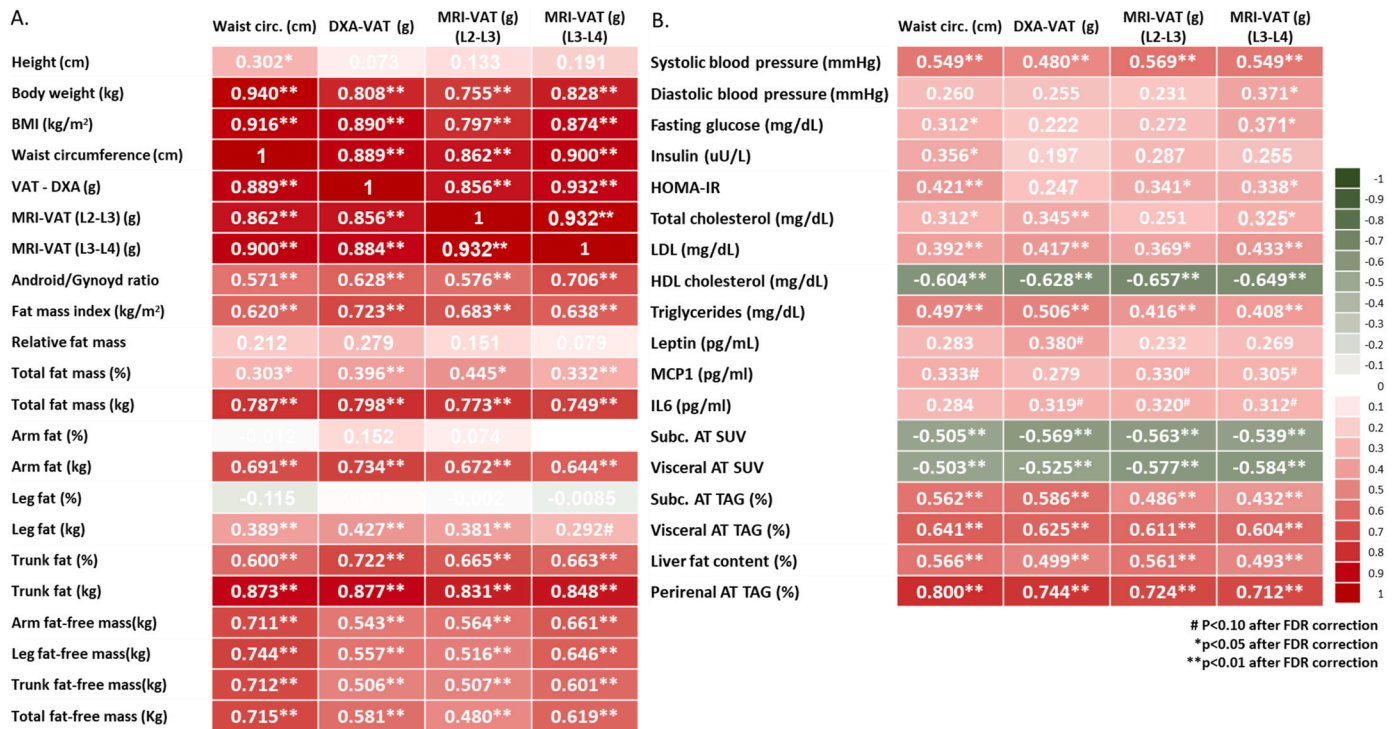 A.
Waist circ. (cm) DXA-VAT (g) MRI-VAT (g) (L2-L3) MRI-VAT (g) (L3-L4)
Height (cm) 0.302* 0.073 0.133 0.191
Body weight (kg) 0.940** 0.808** 0.755** 0.828**
BMI (kg/m²) 0.916** 0.890** 0.797** 0.874**
Waist circumference (cm) 1 0.889** 0.862** 0.900**
VAT - DXA (g) 0.889** 1 0.856** 0.932**
MRI-VAT (L2-L3) (g) 0.862** 0.856** 1 0.932**
MRI-VAT (L3-L4) (g) 0.900** 0.884** 0.932** 1
Android/Gynoyd ratio 0.571** 0.628** 0.576** 0.706**
Fat mass index (kg/m²) 0.620** 0.723** 0.683** 0.638**
Relative fat mass 0.212 0.279 0.151 0.079
Total fat mass (%) 0.303* 0.396** 0.445* 0.332**
Total fat mass (kg) 0.787** 0.798** 0.773** 0.749**
Arm fat (%) -0.012 0.152 0.074
Arm fat (kg) 0.691** 0.734** 0.672** 0.644**
Leg fat (%) -0.115 -0.002 -0.0085
Leg fat (kg) 0.389** 0.427** 0.381** 0.292#
Trunk fat (%) 0.600** 0.722** 0.665** 0.663**
Trunk fat (kg) 0.873** 0.877** 0.831** 0.848**
Arm fat-free mass(kg) 0.711** 0.543** 0.564** 0.661**
Leg fat-free mass(kg) 0.744** 0.557** 0.516** 0.646**
Trunk fat-free mass(kg) 0.712** 0.506** 0.507** 0.601**
Total fat-free mass (Kg) 0.715** 0.581** 0.480** 0.619**
B.
Waist circ. (cm) DXA-VAT (g) MRI-VAT (g) (L2-L3) MRI-VAT (g) (L3-L4)
Systolic blood pressure (mmHg) 0.549** 0.480** 0.569** 0.549**
Diastolic blood pressure (mmHg) 0.260 0.255 0.231 0.371*
Fasting glucose (mg/dL) 0.312* 0.222 0.272 0.371*
Insulin (uU/L) 0.356* 0.197 0.287 0.255
HOMA-IR 0.421** 0.247 0.341* 0.338*
Total cholesterol (mg/dL) 0.312* 0.345** 0.251 0.325*
LDL (mg/dL) 0.392** 0.417** 0.369* 0.433**
HDL cholesterol (mg/dL) -0.604** -0.628** -0.657** -0.649**
Triglycerides (mg/dL) 0.497** 0.506** 0.416** 0.408**
Leptin (pg/mL) 0.283 0.380# 0.232 0.269
MCP1 (pg/ml) 0.333# 0.279 0.330# 0.305#
IL6 (pg/ml) 0.284 0.319# 0.320# 0.312#
Subc. AT SUV -0.505** -0.569** -0.563** -0.539**
Visceral AT SUV -0.503** -0.525** -0.577** -0.584**
Subc. AT TAG (%) 0.562** 0.586** 0.486** 0.432**
Visceral AT TAG (%) 0.641** 0.625** 0.611** 0.604**
Liver fat content (%) 0.566** 0.499** 0.561** 0.493**
Perirenal AT TAG (%) 0.800** 0.744** 0.724** 0.712**
-1
-0.9
-0.8
-0.7
-0.6
-0.5
-0.4
-0.3
-0.2
-0.1
0
0.1
0.2
0.3
0.4
0.5
0.6
0.7
0.8
0.9
1
# P<0.10 after FDR correction
*p<0.05 after FDR correction
**p<0.01 after FDR correction